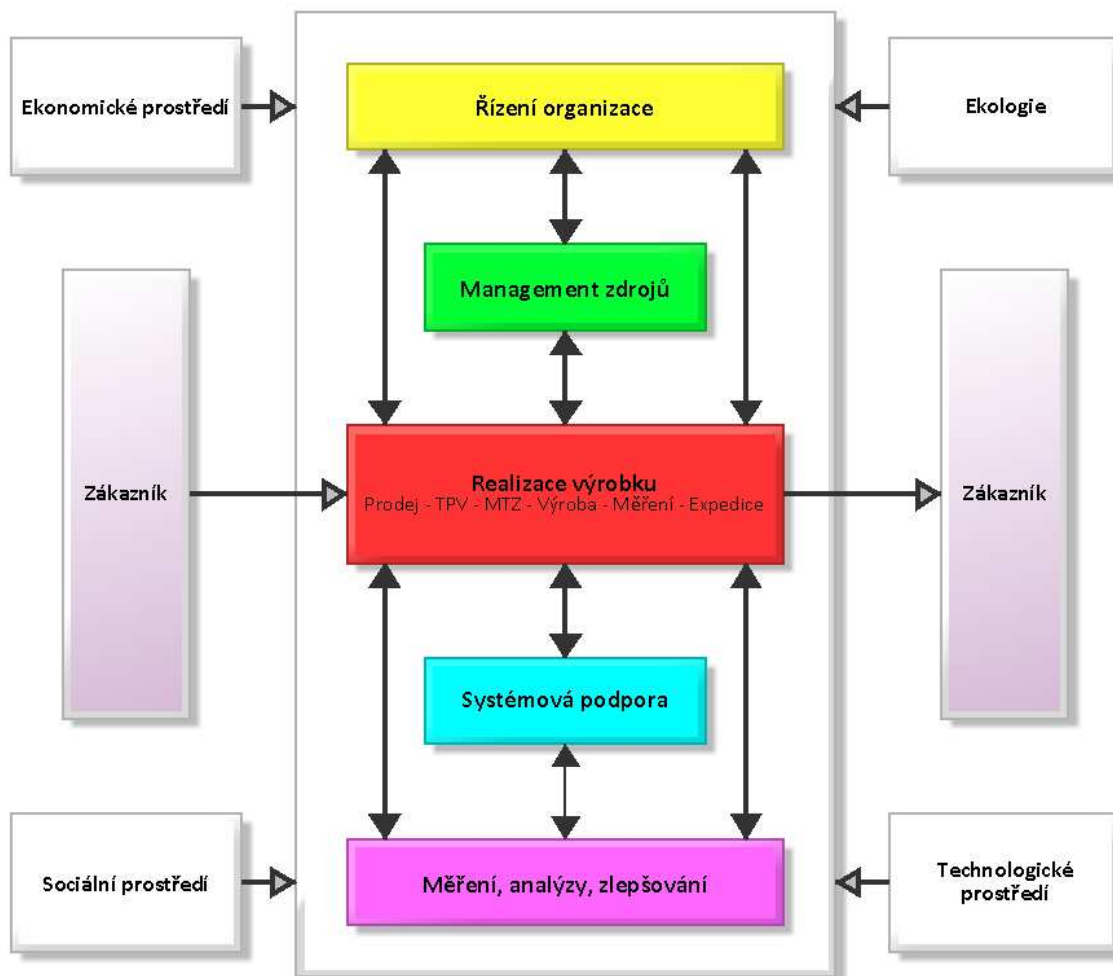 Ekonomické prostředí
Řízení organizace
Ekologie
Management zdrojů
Zákazník
Realizace výrobku
Prodej - TPV - MTZ - Výroba - Měření - Expedice
Zákazník
Systémová podpora
Sociální prostředí
Měření, analýzy, zlepšování
Technologické
prostředí